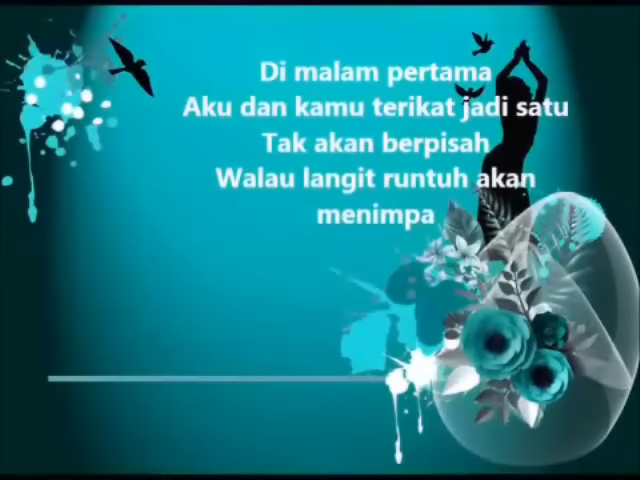 Di malam pertama
Aku dan kamu terikat jadi satu
Tak akan berpisah
Walau langit runtuh akan
menimpa